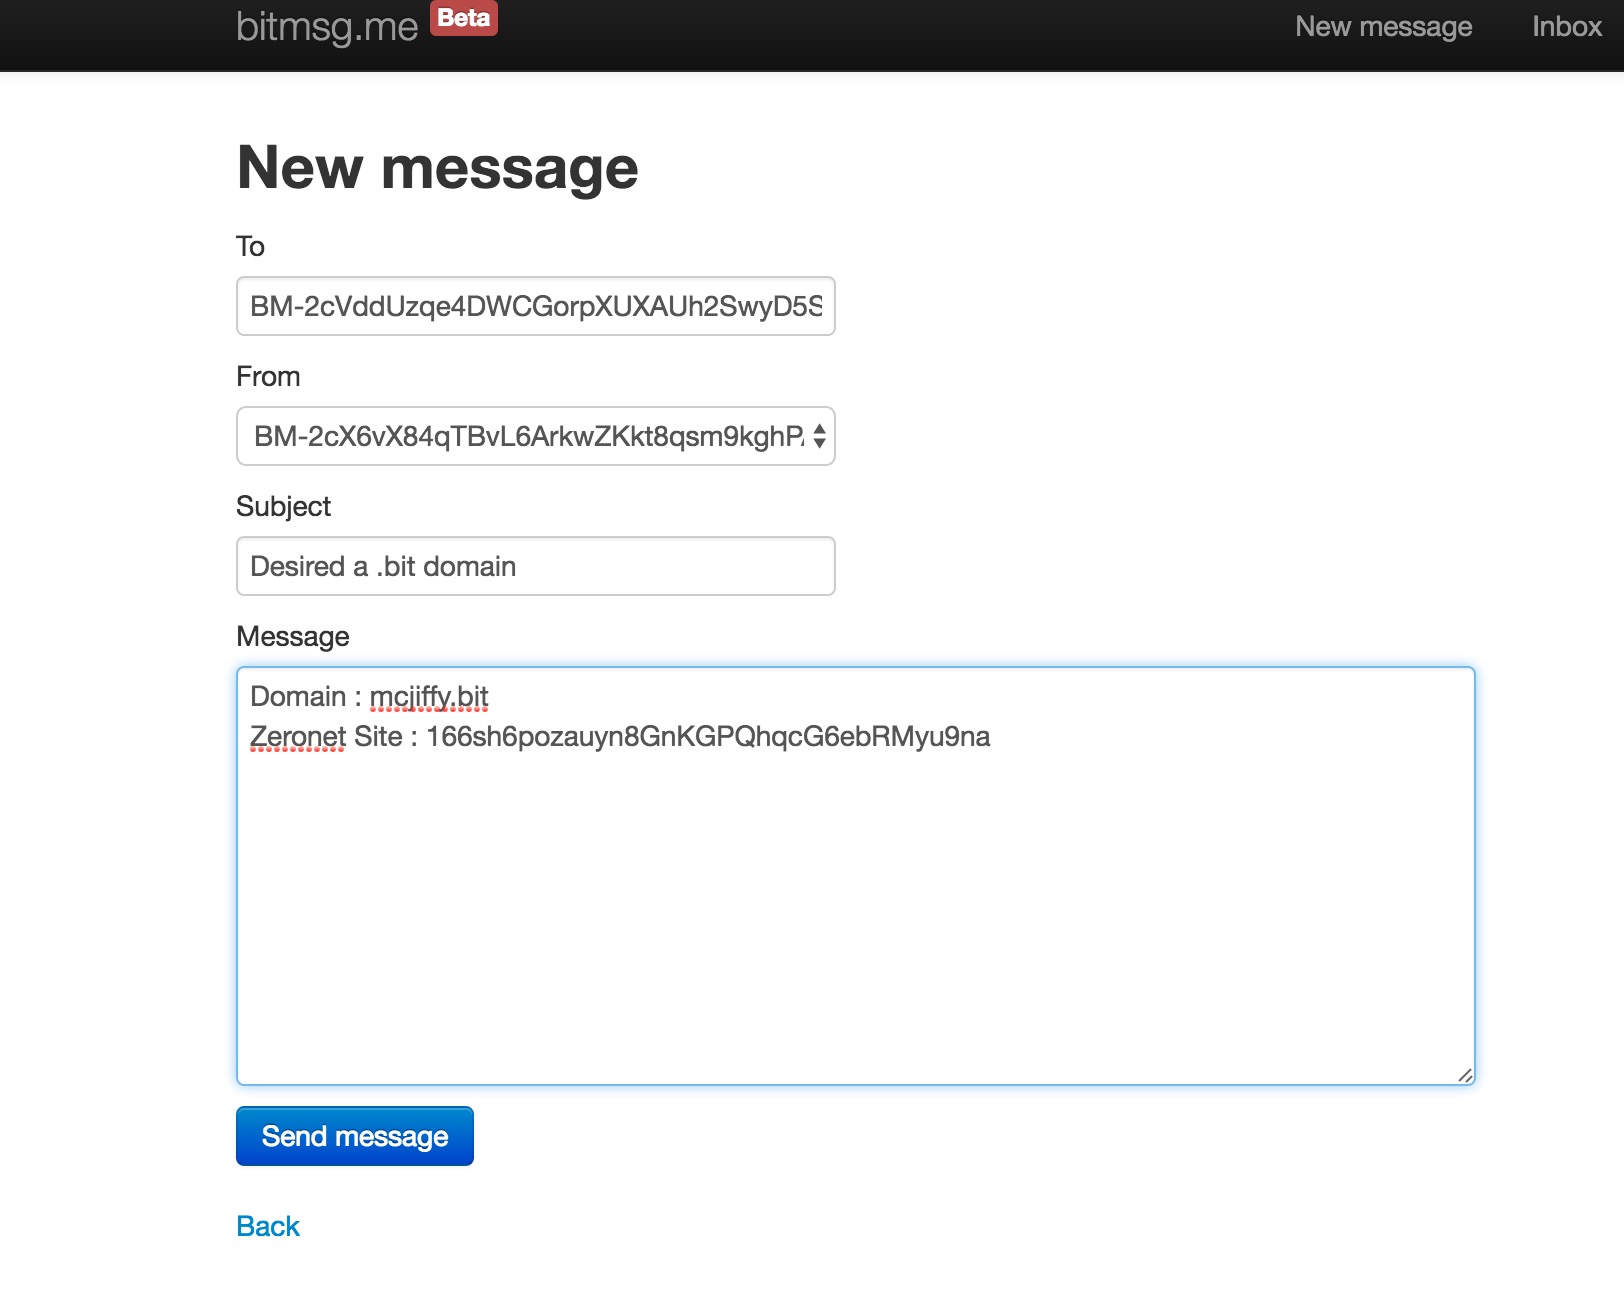 bitmsg.me Beta New message Inbox
New message
To
BM-2cVddUzqe4DWCGorpXUXAUh2SwyD5S
From
BM-2cX6vX84qTBvL6ArkwZKkt8qsm9kghP
Subject
Desired a .bit domain
Message
Domain : mcjiffy.bit
Zeronet Site : 166sh6pozauyn8GnKGPQhqcG6ebRMyu9na
Send message
Back